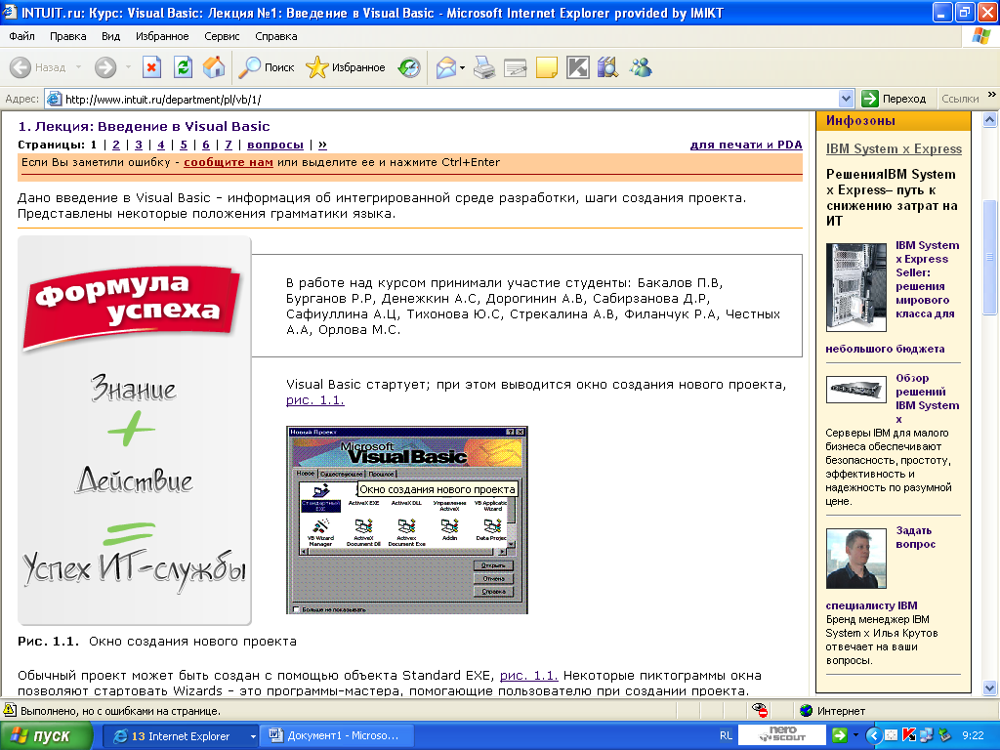 INTUIT.ru: Курс: Visual Basic: Лекция №1: Введение в Visual Basic - Microsoft Internet Explorer provided by IMIKT
Файл Правка Вид Избранное Сервис Справка
Назад Поиск Избранное
Адрес: http://www.intuit.ru/department/pl/vb/1/ Переход Ссылки »
1. Лекция: Введение в Visual Basic
Страницы: 1 | 2 | 3 | 4 | 5 | 6 | 7 | вопросы | » для печати и PDA
Если Вы заметили ошибку - сообщите нам или выделите ее и нажмите Ctrl+Enter
Дано введение в Visual Basic – информация об интегрированной среде разработки, шаги создания проекта.
Представлены некоторые положения грамматики языка.
Формула
успеха
Знание
+
Действие
=
Успех ИТ-службы
В работе над курсом принимали участие студенты: Бакалов П.В,
Бурганов Р.Р, Денежкин А.С, Дорогинин А.В, Сабирзанова Д.Р,
Сафиуллина А.Ц, Тихонова Ю.С, Стрекалина А.В, Филанчук Р.А, Честных
А.А, Орлова М.С.
Visual Basic стартует; при этом выводится окно создания нового проекта,
рис. 1.1.
Новый Проект
Microsoft
Visual Basic
Новое Существующее Прошлое
Окно создания нового проекта
Стандартный EXE
ActiveX EXE
ActiveX DLL
Управление ActiveX
VB Applicatic Wizard
VB Wizard Manager
ActiveX Document Dll
Activex Document Exe
Addin
Data Projec
Открыть
Отмена
Справка
Больше не показывать
Рис. 1.1. Окно создания нового проекта
Обычный проект может быть создан с помощью объекта Standard EXE, рис. 1.1. Некоторые пиктограммы окна
позволяют стартовать Wizards – это программы-мастера, помогающие пользователю при создании проекта.
Инфозоны
IBM System x Express
РешенияIBM System
x Express– путь к
снижению затрат на
ИТ
IBM System
x Express
Seller:
решения
мирового
класса для
небольшого бюджета
Обзор
решений
IBM System
x
Серверы IBM для малого
бизнеса обеспечивают
безопасность, простоту,
эффективность и
надежность по разумной
цене.
Задать
вопрос
специалисту IBM
Бренд менеджер IBM
System x Илья Крутов
отвечает на ваши
вопросы.
Выполнено, но с ошибками на странице. Интернет
пуск 13 Internet Explorer Документ1 - Microso... RL nero SCOUT 9:22